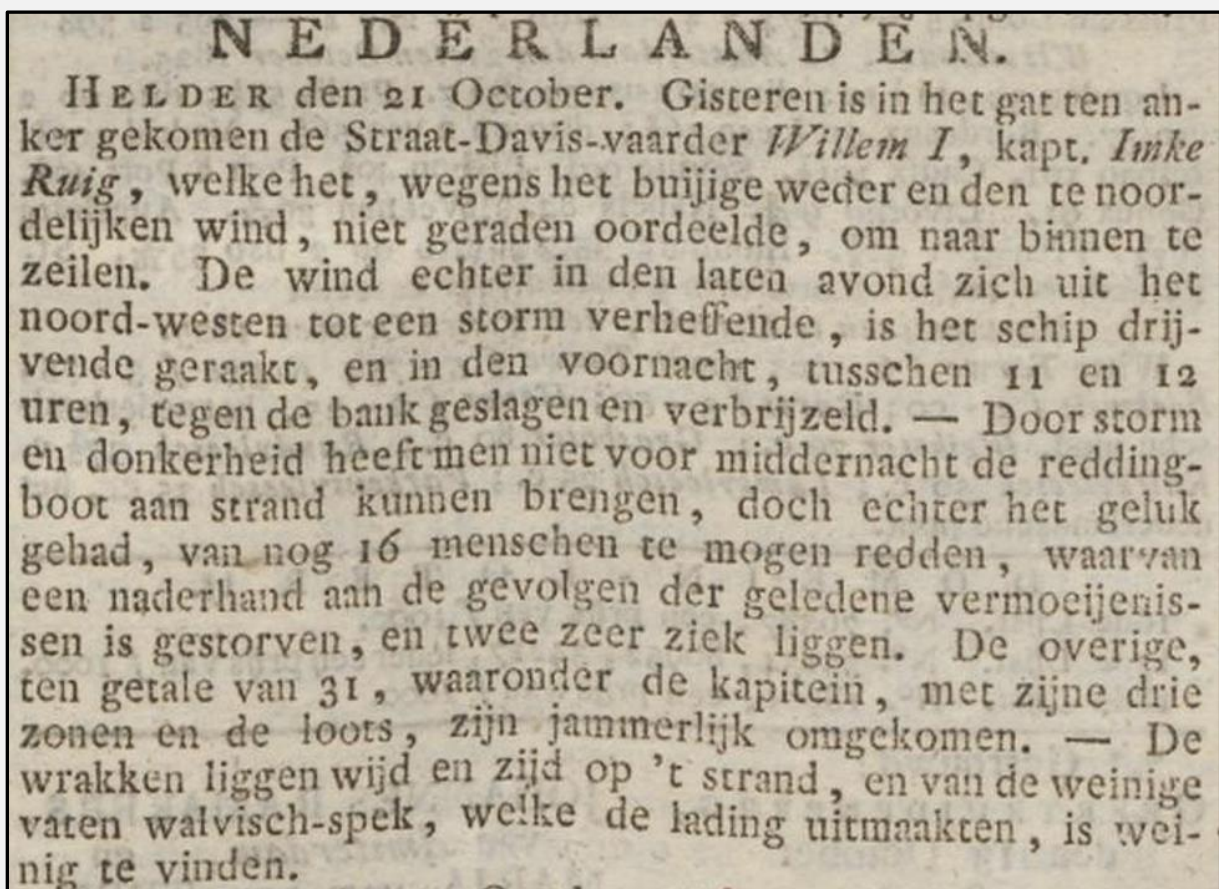 NEDERLANDEN.
HELDER den 21 October. Gisteren is in het gat ten an-
ker gekomen de Straat-Davis-vaarder Willem I, kapt. Imke
Ruig, welke het, wegens het buijige weder en den te noor-
delijken wind, niet geraden oordeelde, om naar binnen te
zeilen. De wind echter in den laten avond zich uit het
noord-westen tot een storm verheffende, is het schip drij-
vende geraakt, en in den voornacht, tusschen 11 en 12
uren, tegen de bank geslagen en verbrijzeld. — Door storm
en donkerheid heeft men niet voor middernacht de redding-
boot aan strand kunnen brengen, doch echter het geluk
gehad, van nog 16 menschen te mogen redden, waarvan
een naderhand aan de gevolgen der geledene vermoeijenis-
sen is gestorven, en twee zeer ziek liggen. De overige,
ten getale van 31, waaronder de kapitein, met zijne drie
zonen en de loots, zijn jammerlijk omgekomen. — De
wrakken liggen wijd en zijd op 't strand, en van de weinige
vaten walvisch-spek, welke de lading uitmaakten, is wei-
nig te vinden.